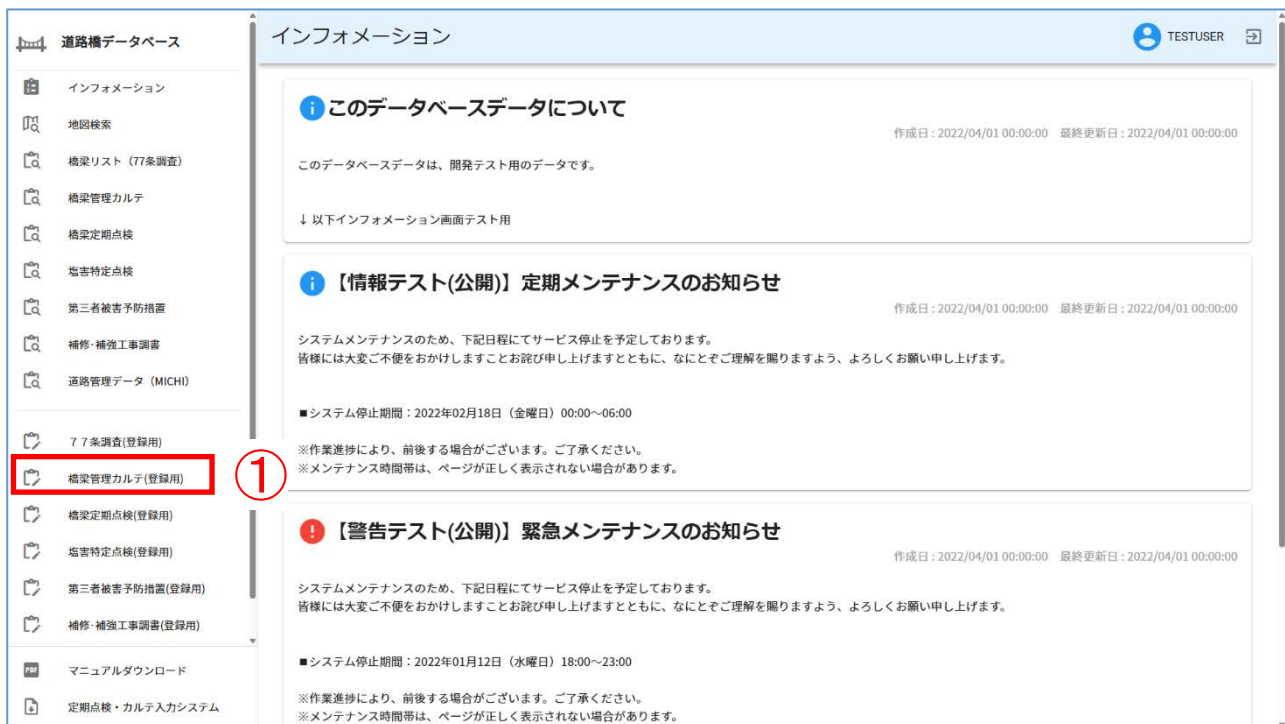 道路橋データベース
インフォメーション
地図検索
橋梁リスト（77条調査）
橋梁管理カルテ
橋梁定期点検
塩害特定点検
第三者被害予防措置
補修·補強工事調書
道路管理データ（MICHI）
７７条調査(登録用)
橋梁管理カルテ(登録用)
①
橋梁定期点検(登録用)
塩害特定点検(登録用)
第三者被害予防措置(登録用)
補修·補強工事調書(登録用)
PDF
マニュアルダウンロード
定期点検・カルテ入力システム
インフォメーション
TESTUSER
このデータベースデータについて
作成日 : 2022/04/01 00:00:00 最終更新日 : 2022/04/01 00:00:00
このデータベースデータは、開発テスト用のデータです。
↓ 以下インフォメーション画面テスト用
【情報テスト(公開)】定期メンテナンスのお知らせ
作成日 : 2022/04/01 00:00:00 最終更新日 : 2022/04/01 00:00:00
システムメンテナンスのため、下記日程にてサービス停止を予定しております。
皆様には大変ご不便をおかけしますことお詫び申し上げますとともに、なにとぞご理解を賜りますよう、よろしくお願い申し上げます。
■システム停止期間：2022年02月18日（金曜日）00:00～06:00
※作業進捗により、前後する場合がございます。ご了承ください。
※メンテナンス時間帯は、ページが正しく表示されない場合があります。
【警告テスト(公開)】緊急メンテナンスのお知らせ
作成日 : 2022/04/01 00:00:00 最終更新日 : 2022/04/01 00:00:00
システムメンテナンスのため、下記日程にてサービス停止を予定しております。
皆様には大変ご不便をおかけしますことお詫び申し上げますとともに、なにとぞご理解を賜りますよう、よろしくお願い申し上げます。
■システム停止期間：2022年01月12日（水曜日）18:00～23:00
※作業進捗により、前後する場合がございます。ご了承ください。
※メンテナンス時間帯は、ページが正しく表示されない場合があります。